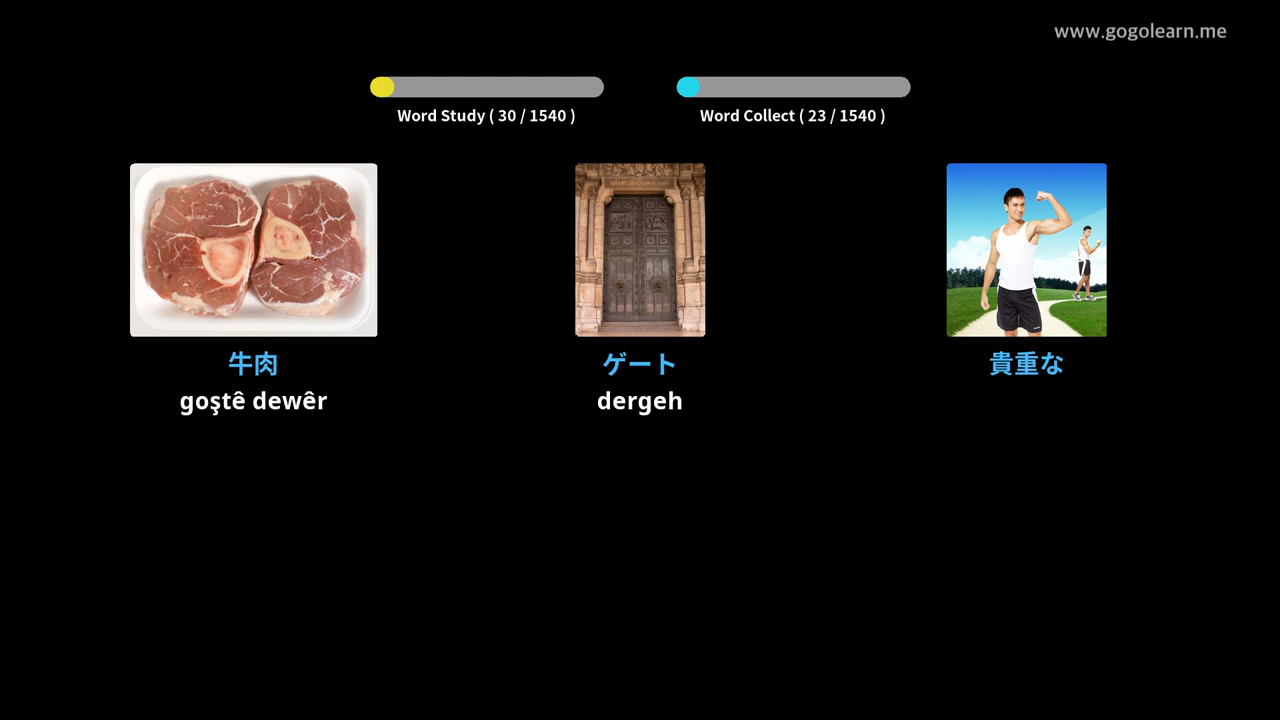 www.gogolearn.me
Word Study ( 30 / 1540 )
Word Collect ( 23 / 1540 )
牛肉
goştê dewêr
ゲート
dergeh
貴重な